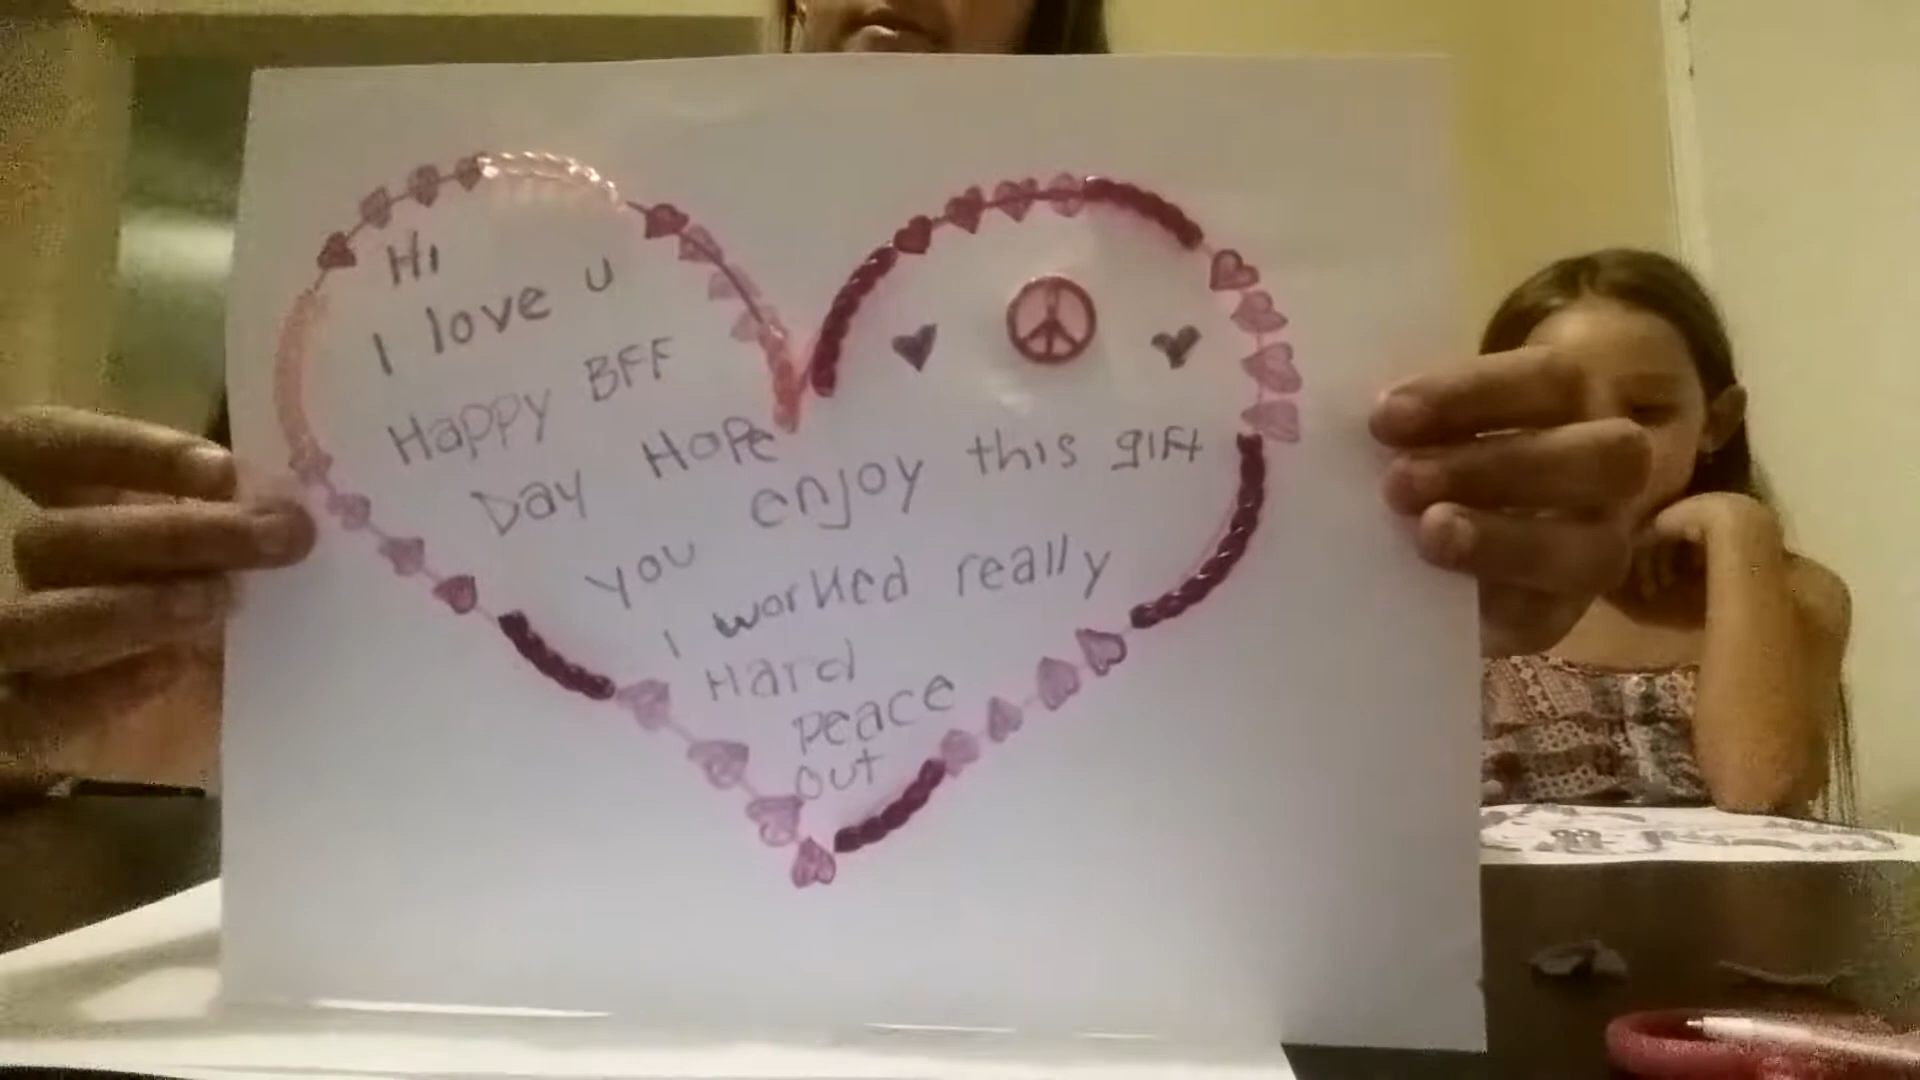 Hi
I love u
Happy BFF
Day Hope
you enjoy this gift
I worked really
Hard
Peace
out